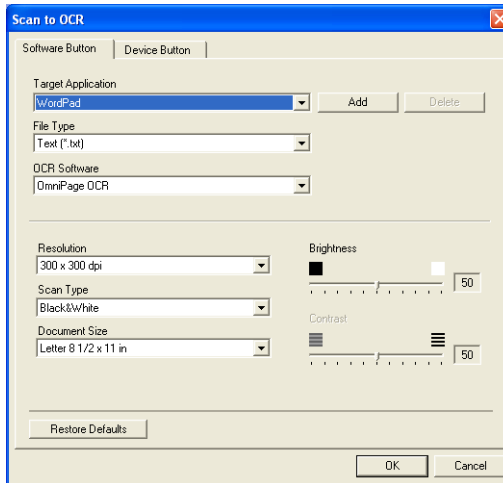 Scan to OCR
Software Button Device Button
Target Application
WordPad Add Delete
File Type
Text (*.txt)
OCR Software
OmniPage OCR
Resolution Brightness
300 x 300 dpi 50
Scan Type
Black&White
Contrast
Document Size
Letter 8 1/2 x 11 in 50
Restore Defaults
OK Cancel